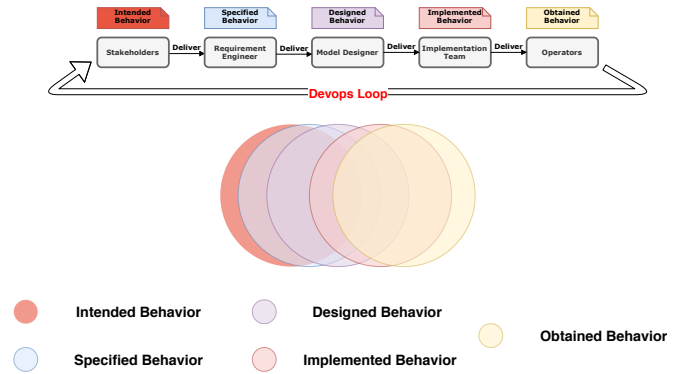 Intended
Behavior
Specified
Behavior
Designed
Behavior
Implemented
Behavior
Obtained
Behavior
Stakeholders
Deliver
Requirement
Engineer
Deliver
Model Designer
Deliver
Implementation
Team
Deliver
Operators
Devops Loop
Intended Behavior
Designed Behavior
Obtained Behavior
Specified Behavior
Implemented Behavior